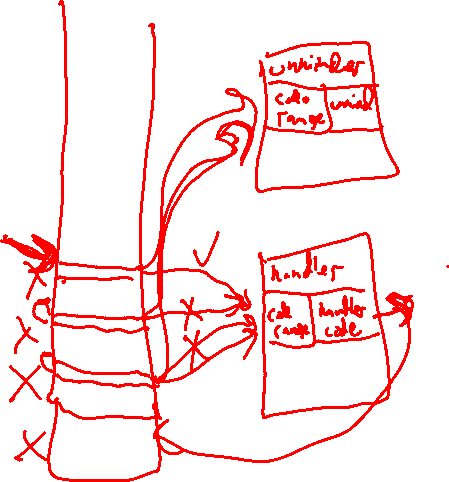 unwinder
code unwind
range
handler
code handler
range code